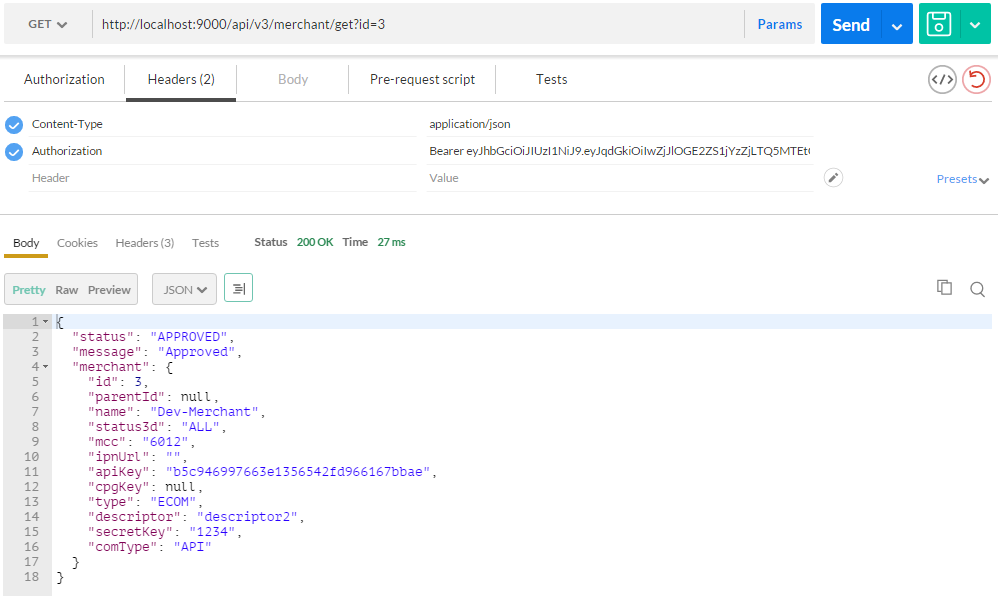 GET http://localhost:9000/api/v3/merchant/get?id=3 Params Send
Authorization Headers (2) Body Pre-request script Tests
Content-Type application/json
Authorization Bearer eyJhbGciOiJIUzI1NiJ9.eyJqdGkiOiIwZjJlOGE2ZS1jYzZjLTQ5MTEt
Header Value Presets
Body Cookies Headers (3) Tests Status 200 OK Time 27 ms
Pretty Raw Preview JSON
1 {
2 "status": "APPROVED",
3 "message": "Approved",
4 "merchant": {
5 "id": 3,
6 "parentId": null,
7 "name": "Dev-Merchant",
8 "status3d": "ALL",
9 "mcc": "6012",
10 "ipnUrl": "",
11 "apiKey": "b5c946997663e1356542fd966167bbae",
12 "cpgKey": null,
13 "type": "ECOM",
14 "descriptor": "descriptor2",
15 "secretKey": "1234",
16 "comType": "API"
17 }
18 }